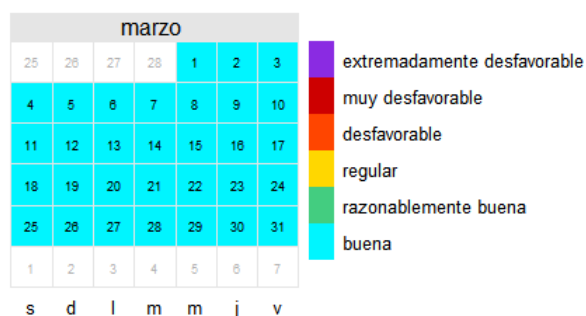 marzo
25 26 27 28 1 2 3
4 5 6 7 8 9 10
11 12 13 14 15 16 17
18 19 20 21 22 23 24
25 26 27 28 29 30 31
1 2 3 4 5 6 7
s d l m m j v
extremadamente desfavorable
muy desfavorable
desfavorable
regular
razonablemente buena
buena